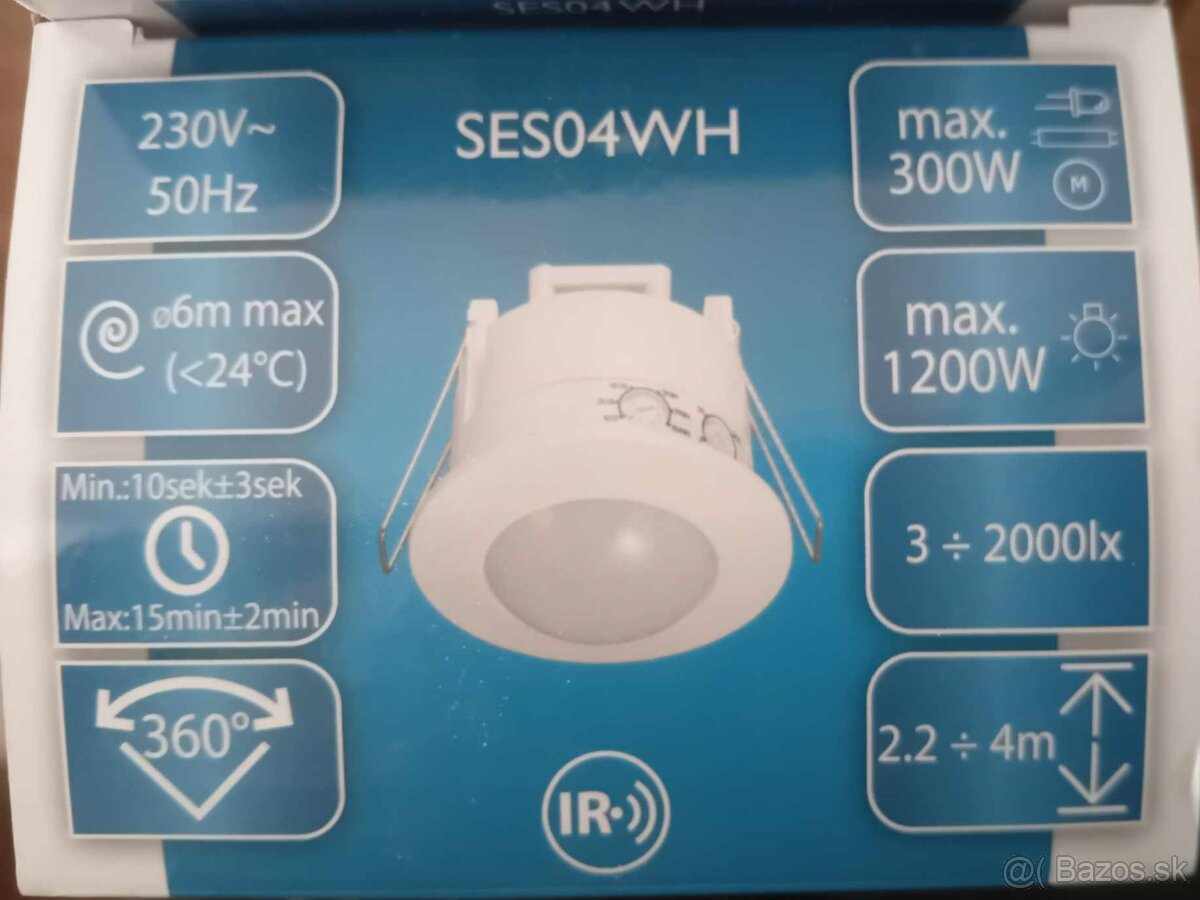 SES04WH
230V~
50Hz
SES04WH
max.
300W
M
ø6m max
(<24°C)
max.
1200W
Min.:10sek±3sek
Max:15min±2min
3 ÷ 2000lx
360°
2.2 ÷ 4m
IR
@( Bazos.sk